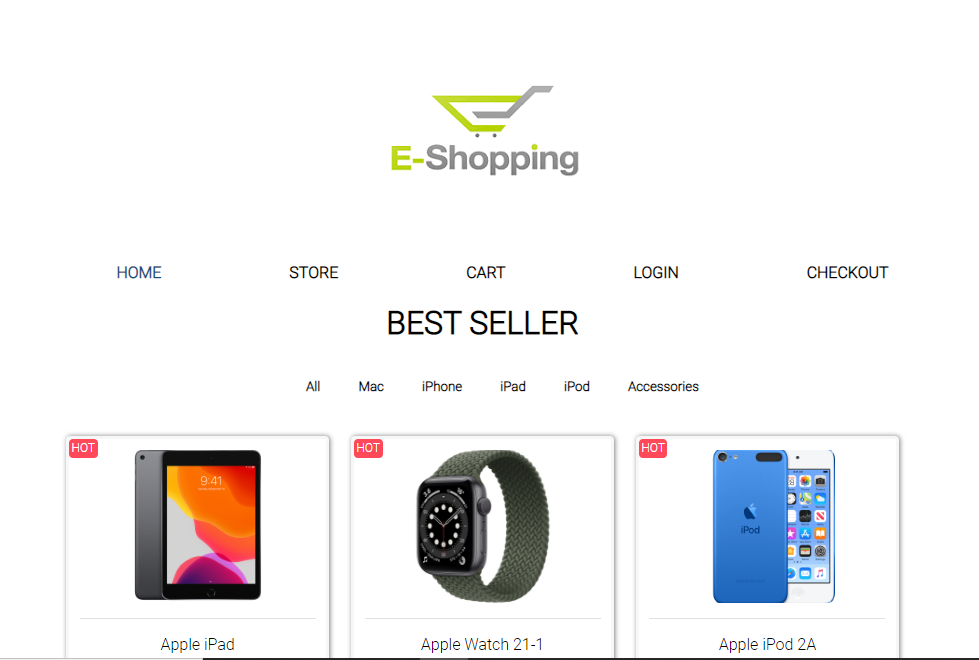 E-Shopping
HOME STORE CART LOGIN CHECKOUT
BEST SELLER
All Mac iPhone iPad iPod Accessories
HOT HOT HOT
9:41
iPod
Apple iPad Apple Watch 21-1 Apple iPod 2A